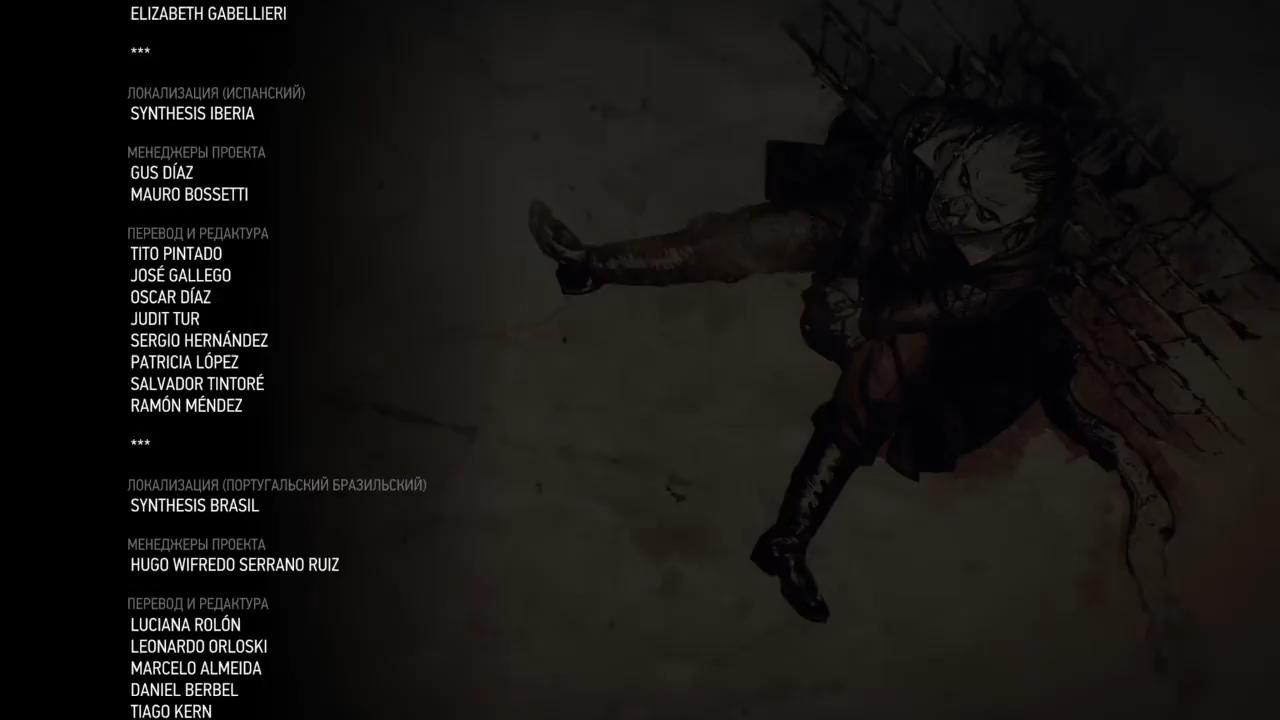 ELIZABETH GABELLIERI
***
ЛОКАЛИЗАЦИЯ (ИСПАНСКИЙ)
SYNTHESIS IBERIA
МЕНЕДЖЕРЫ ПРОЕКТА
GUS DÍAZ
MAURO BOSSETTI
ПЕРЕВОД И РЕДАКТУРА
TITO PINTADO
JOSÉ GALLEGO
OSCAR DÍAZ
JUDIT TUR
SERGIO HERNÁNDEZ
PATRICIA LÓPEZ
SALVADOR TINTORÉ
RAMÓN MÉNDEZ
***
ЛОКАЛИЗАЦИЯ (ПОРТУГАЛЬСКИЙ БРАЗИЛЬСКИЙ)
SYNTHESIS BRASIL
МЕНЕДЖЕРЫ ПРОЕКТА
HUGO WIFREDO SERRANO RUIZ
ПЕРЕВОД И РЕДАКТУРА
LUCIANA ROLÓN
LEONARDO ORLOSKI
MARCELO ALMEIDA
DANIEL BERBEL
TIAGO KERN